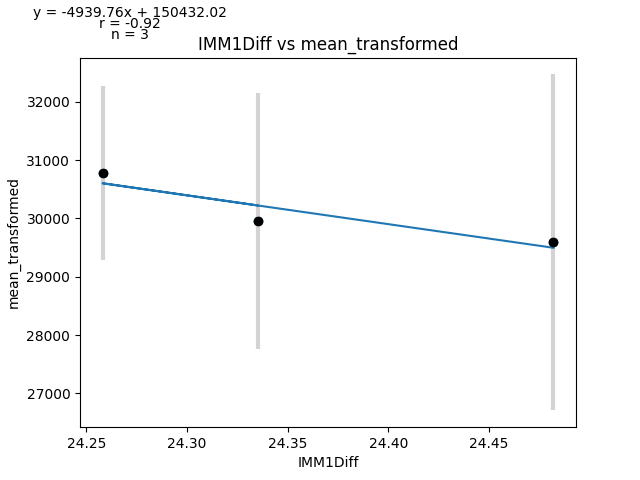 y = -4939.76x + 150432.02
r = -0.92
n = 3
IMM1Diff vs mean_transformed
mean_transformed
32000
31000
30000
29000
28000
27000
24.25
24.30
24.35
24.40
24.45
IMM1Diff